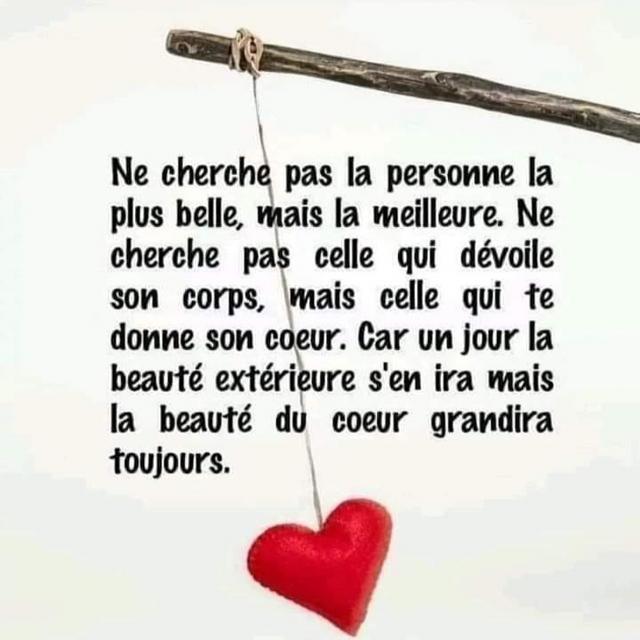 Ne cherche pas la personne la
plus belle, mais la meilleure. Ne
cherche pas celle qui dévoile
son corps, mais celle qui te
donne son coeur. Car un jour la
beauté extérieure s'en ira mais
la beauté du coeur grandira
toujours.